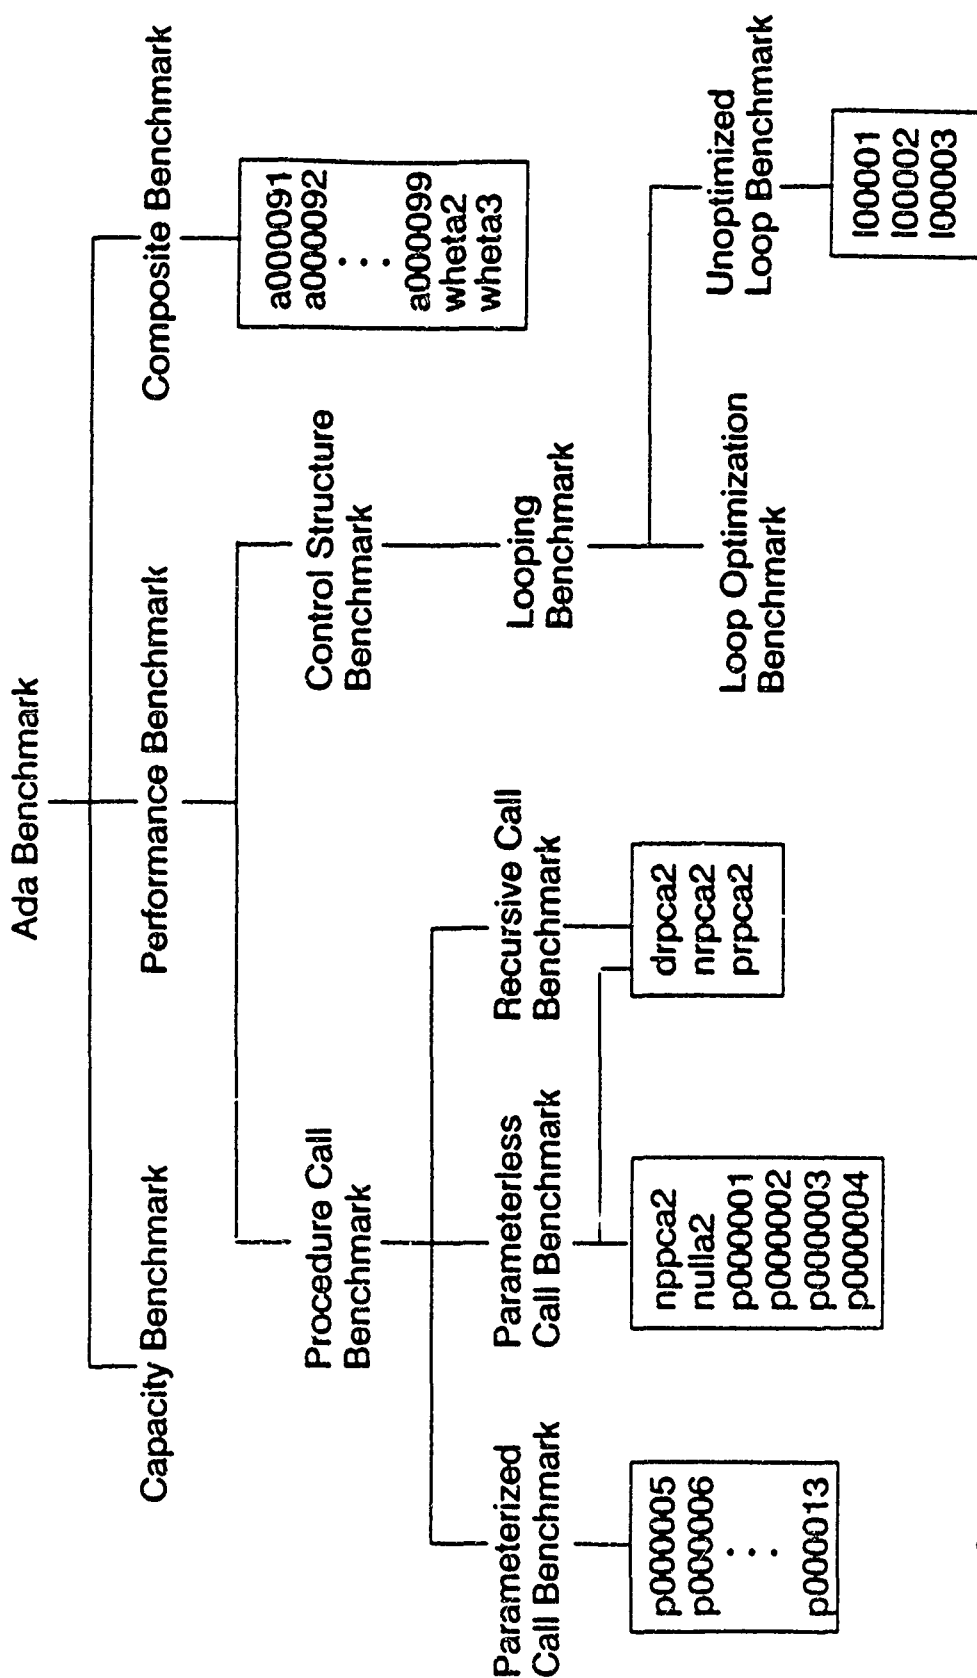 Ada Benchmark
Capacity Benchmark
Performance Benchmark
Composite Benchmark
a000091
a000092
...
a000099
wheta2
wheta3
Procedure Call
Benchmark
Control Structure
Benchmark
Parameterized
Call Benchmark
Parameterless
Call Benchmark
Recursive Call
Benchmark
Looping
Benchmark
p000005
p000006
...
p000013
nppca2
nulla2
p000001
p000002
p000003
p000004
drpca2
nrpca2
prpca2
Loop Optimization
Benchmark
Unoptimized
Loop Benchmark
l00001
l00002
l00003